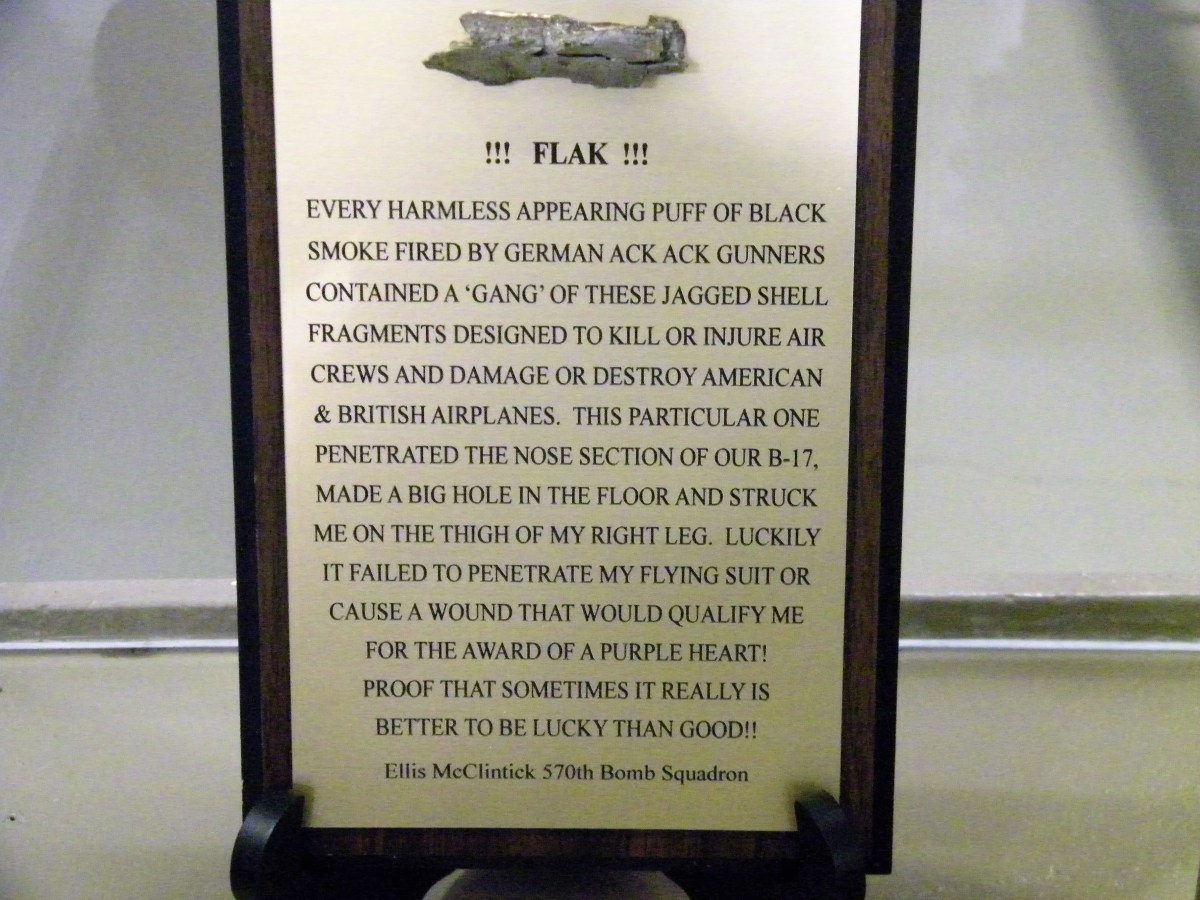 !!! FLAK !!!
EVERY HARMLESS APPEARING PUFF OF BLACK
SMOKE FIRED BY GERMAN ACK ACK GUNNERS
CONTAINED A ‘GANG’ OF THESE JAGGED SHELL
FRAGMENTS DESIGNED TO KILL OR INJURE AIR
CREWS AND DAMAGE OR DESTROY AMERICAN
& BRITISH AIRPLANES. THIS PARTICULAR ONE
PENETRATED THE NOSE SECTION OF OUR B-17,
MADE A BIG HOLE IN THE FLOOR AND STRUCK
ME ON THE THIGH OF MY RIGHT LEG. LUCKILY
IT FAILED TO PENETRATE MY FLYING SUIT OR
CAUSE A WOUND THAT WOULD QUALIFY ME
FOR THE AWARD OF A PURPLE HEART!
PROOF THAT SOMETIMES IT REALLY IS
BETTER TO BE LUCKY THAN GOOD!!
Ellis McClintick 570th Bomb Squadron